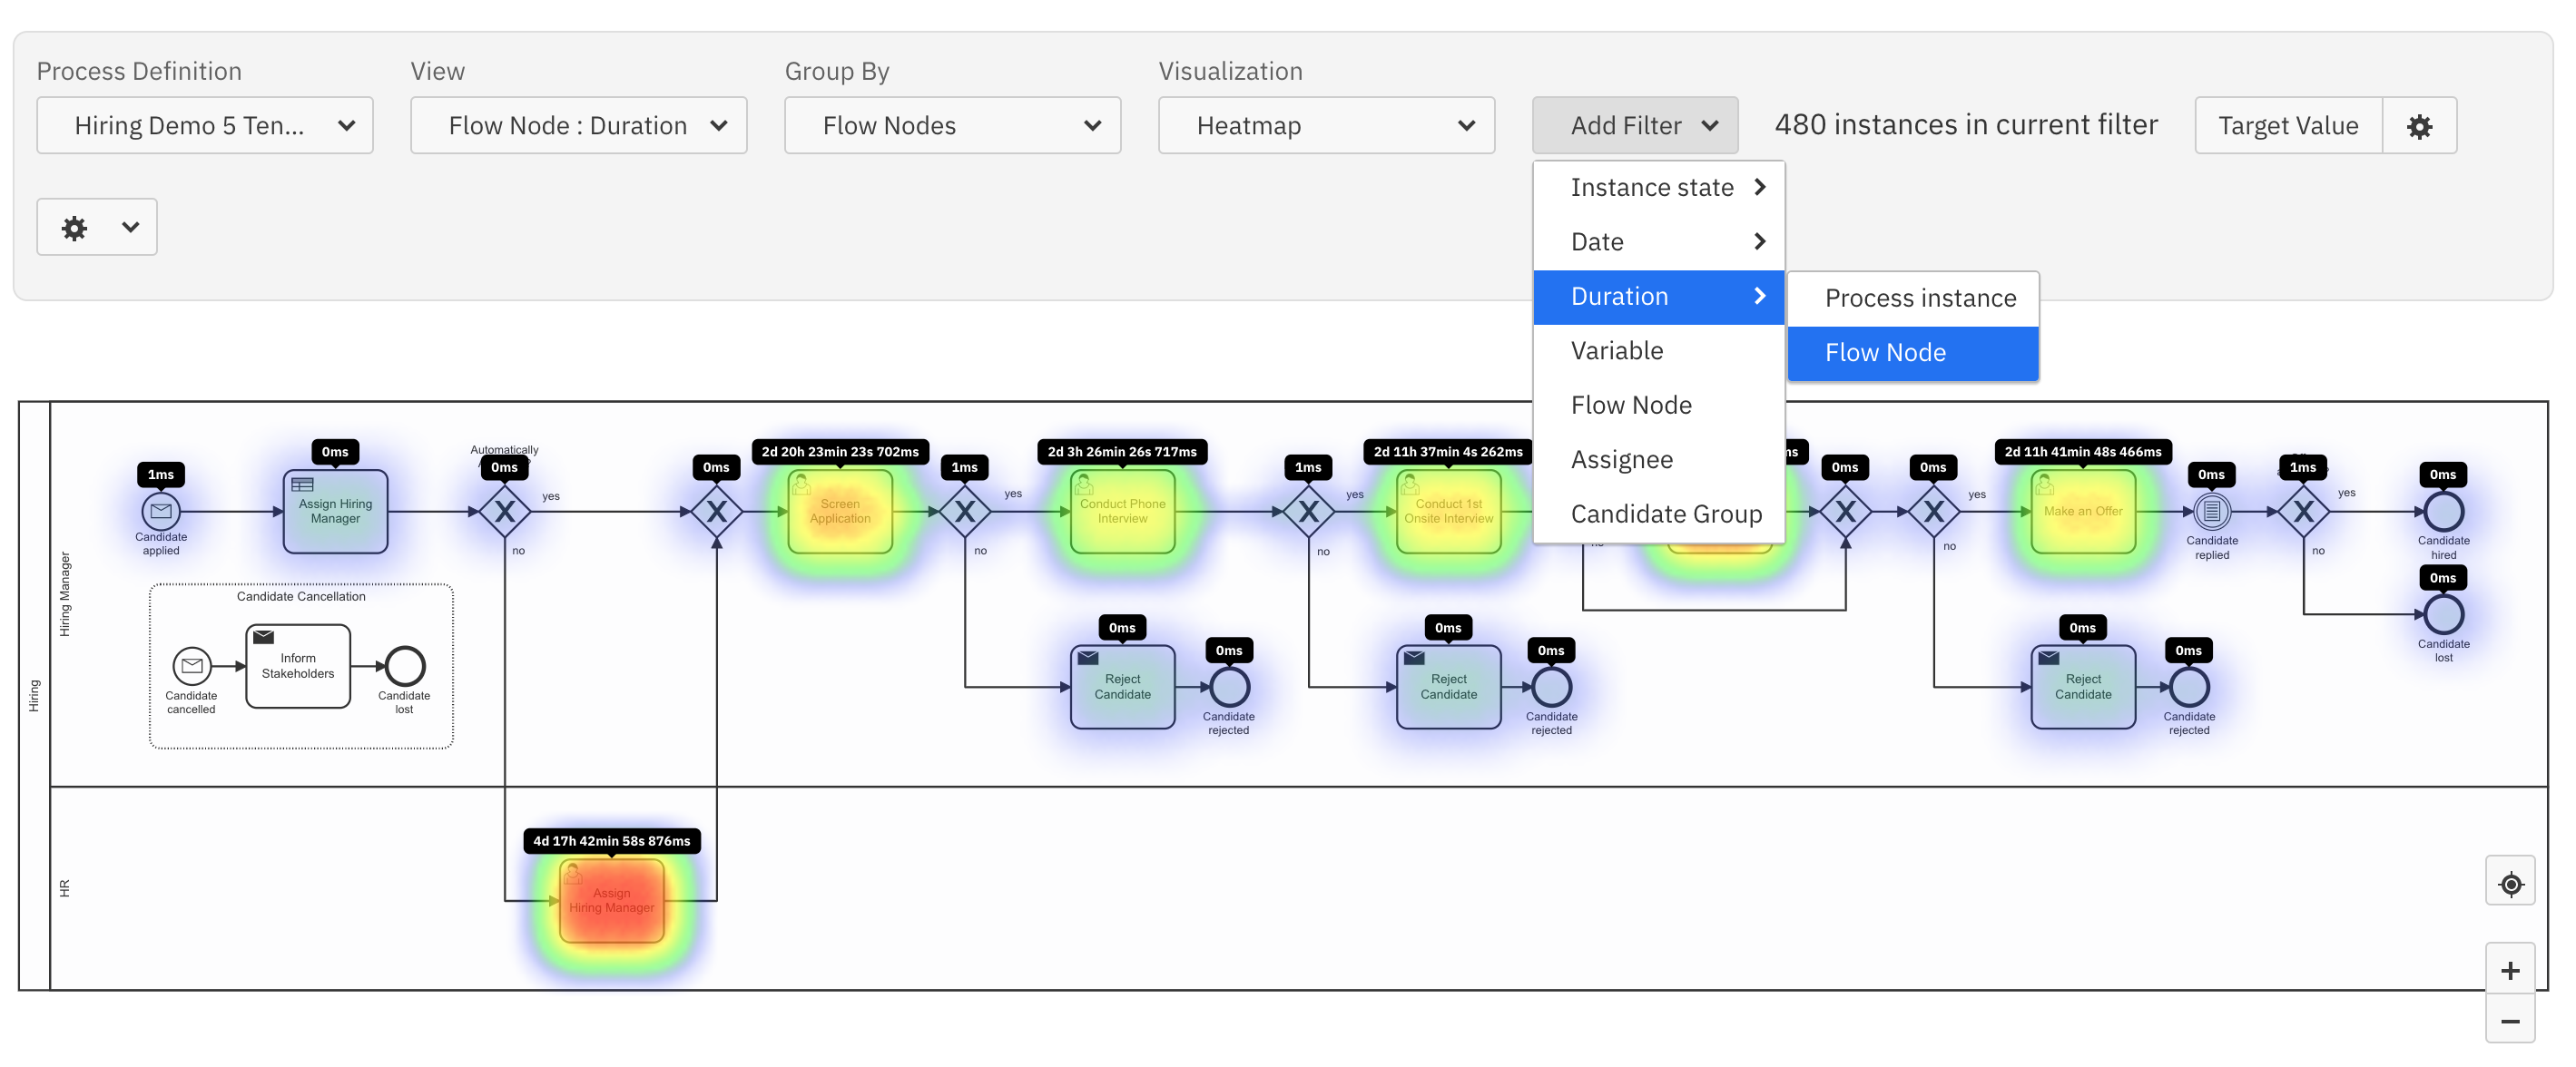 Process Definition
View
Group By
Visualization
Hiring Demo 5 Ten...
Flow Node : Duration
Flow Nodes
Heatmap
Add Filter
480 instances in current filter
Target Value
Instance state
Date
Duration
Process instance
Flow Node
Variable
Flow Node
Assignee
Candidate Group
Hiring
Hiring Manager
HR
1ms
Candidate
applied
0ms
Assign Hiring
Manager
Automatically
0ms
yes
no
0ms
2d 20h 23min 23s 702ms
Screen
Application
1ms
yes
no
2d 3h 26min 26s 717ms
Conduct Phone
Interview
1ms
yes
no
2d 11h 37min 4s 262ms
Conduct 1st
Onsite Interview
ms
0ms
0ms
yes
no
2d 11h 41min 48s 466ms
Make an Offer
0ms
Candidate
replied
1ms
yes
no
0ms
Candidate
hired
0ms
Candidate
lost
Candidate Cancellation
Candidate
cancelled
Inform
Stakeholders
Candidate
lost
0ms
Reject
Candidate
0ms
Candidate
rejected
0ms
Reject
Candidate
0ms
Candidate
rejected
0ms
Reject
Candidate
0ms
Candidate
rejected
4d 17h 42min 58s 876ms
Assign
Hiring Manager